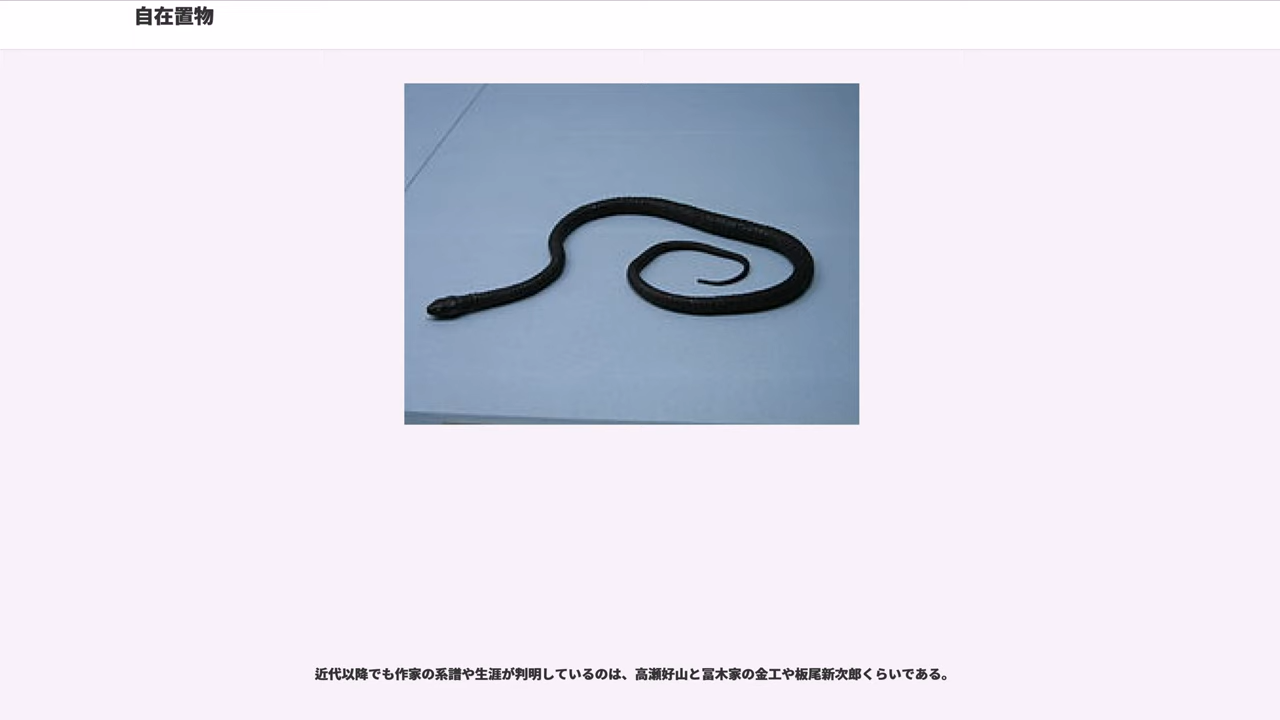 自在置物
近代以降でも作家の系譜や生涯が判明しているのは、高瀬好山と冨木家の金工や板尾新次郎くらいである。